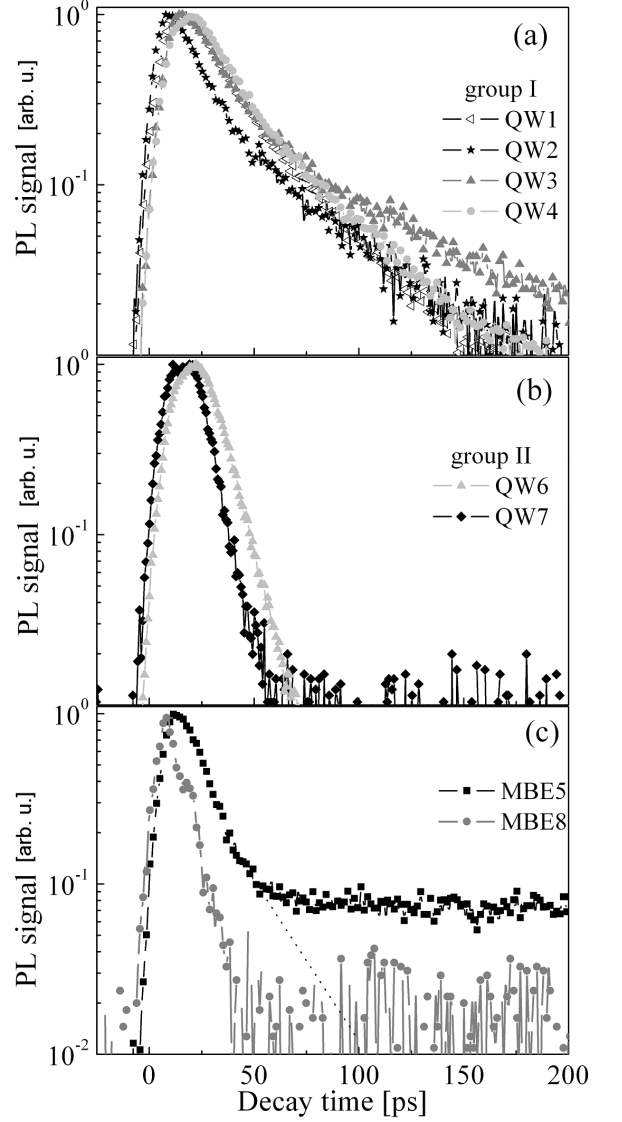 10^0
(a)
group I
QW1
QW2
QW3
QW4
PL signal [arb. u.]
10^-1
10^0
10^0
(b)
group II
QW6
QW7
PL signal [arb. u.]
10^-1
10^0
(c)
MBE5
MBE8
PL signal [arb. u.]
10^-1
10^-2
0 50 100 150 200
Decay time [ps]